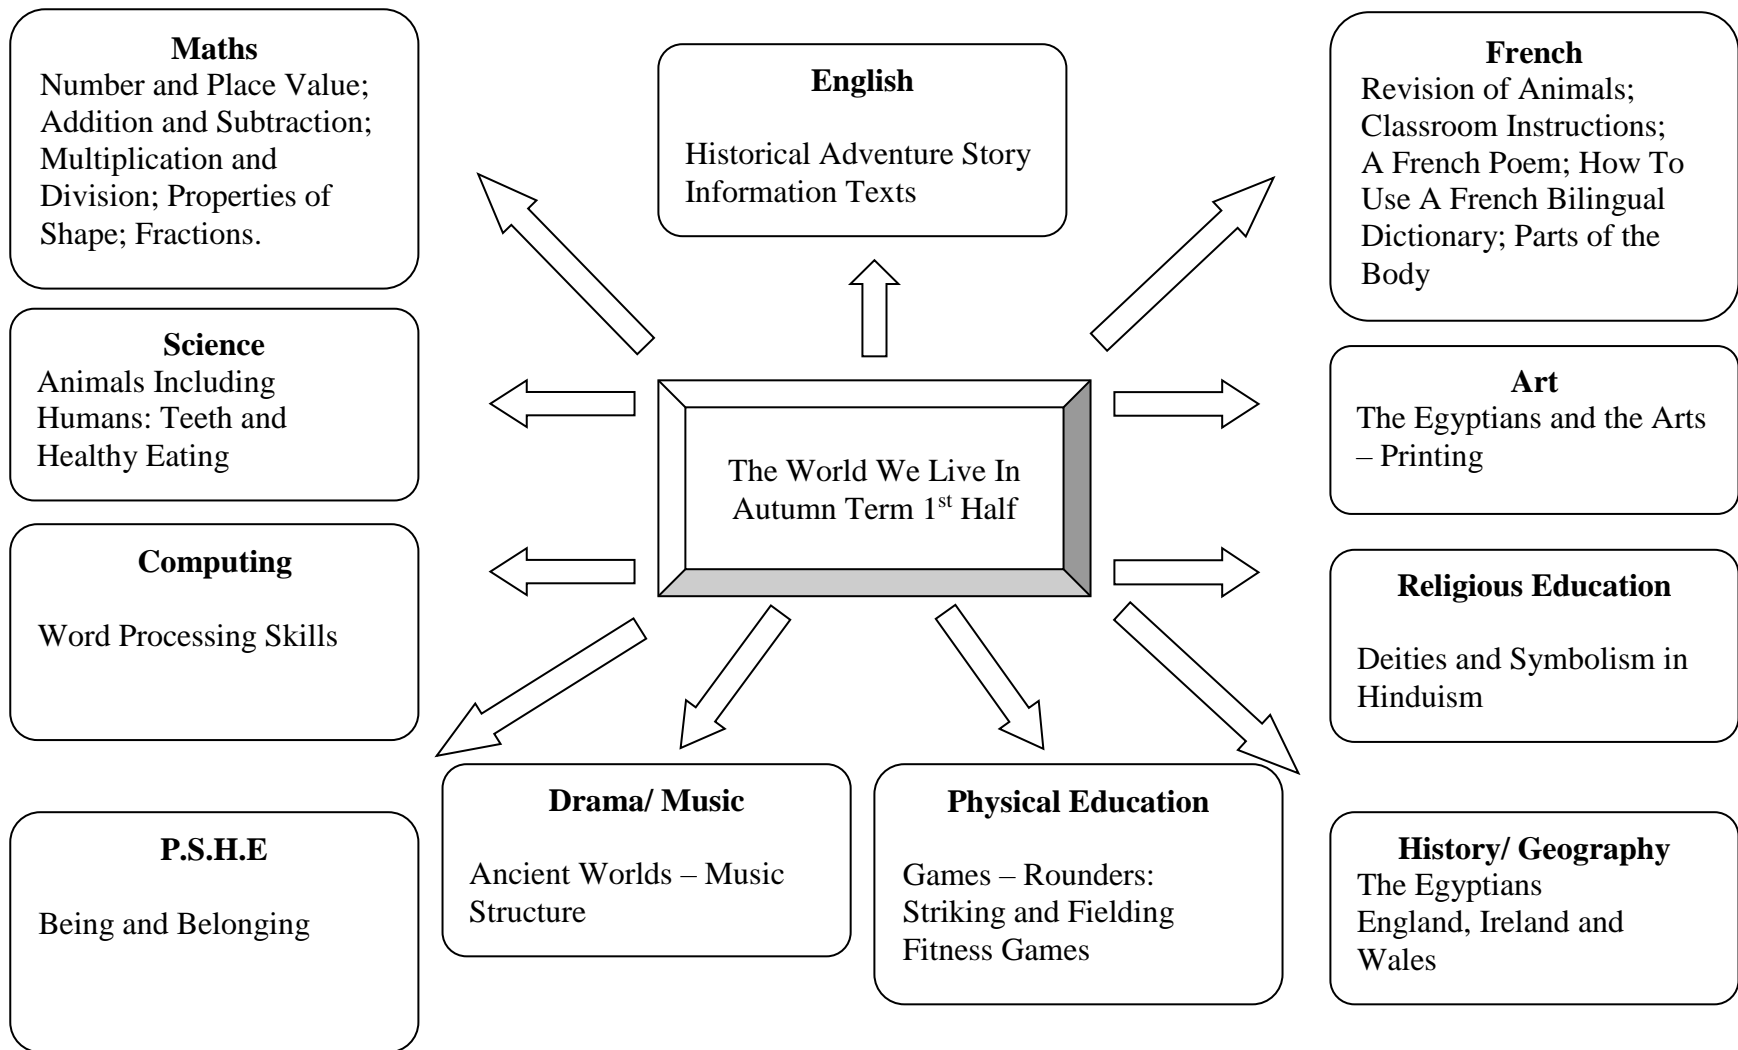 Maths
Number and Place Value;
Addition and Subtraction;
Multiplication and
Division; Properties of
Shape; Fractions.
English
Historical Adventure Story
Information Texts
French
Revision of Animals;
Classroom Instructions;
A French Poem; How To
Use A French Bilingual
Dictionary; Parts of the
Body
Science
Animals Including
Humans: Teeth and
Healthy Eating
The World We Live In
Autumn Term 1st Half
Art
The Egyptians and the Arts
– Printing
Computing
Word Processing Skills
Religious Education
Deities and Symbolism in
Hinduism
P.S.H.E
Being and Belonging
Drama/ Music
Ancient Worlds – Music
Structure
Physical Education
Games – Rounders:
Striking and Fielding
Fitness Games
History/ Geography
The Egyptians
England, Ireland and
Wales